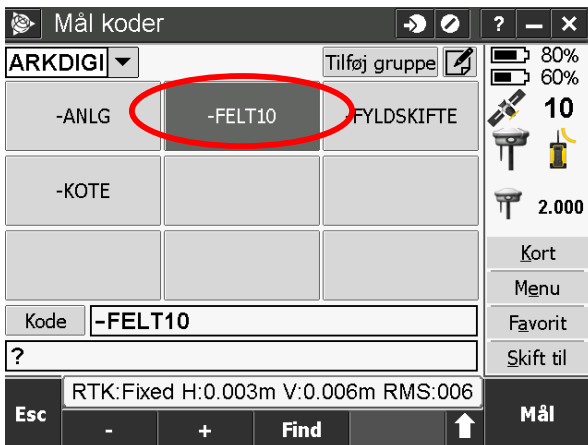 Mål koder
? – ×
ARKDIGI
Tilføj gruppe
80%
60%
-ANLG
-FELT10
-FYLDSKIFTE
10
-KOTE
2.000
Kort
Menu
Kode
-FELT10
Favorit
?
Skift til
RTK:Fixed H:0.003m V:0.006m RMS:006
Esc
-
+
Find
Mål